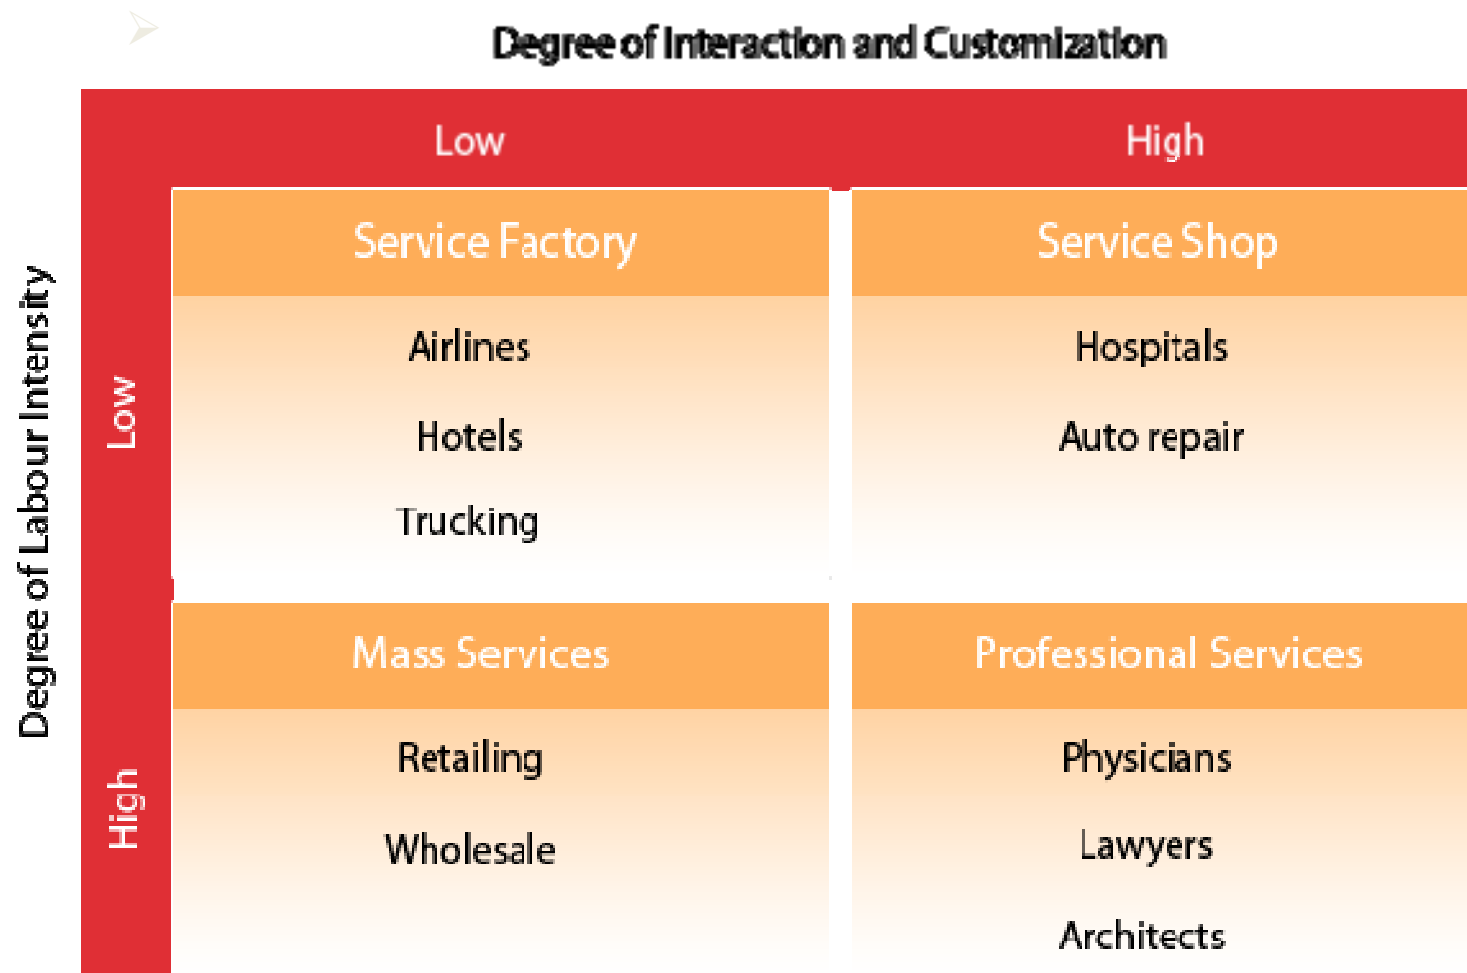 Degree of Interaction and Customization
Low
High
Degree of Labour Intensity
Low
Service Factory
Airlines
Hotels
Trucking
Service Shop
Hospitals
Auto repair
High
Mass Services
Retailing
Wholesale
Professional Services
Physicians
Lawyers
Architects